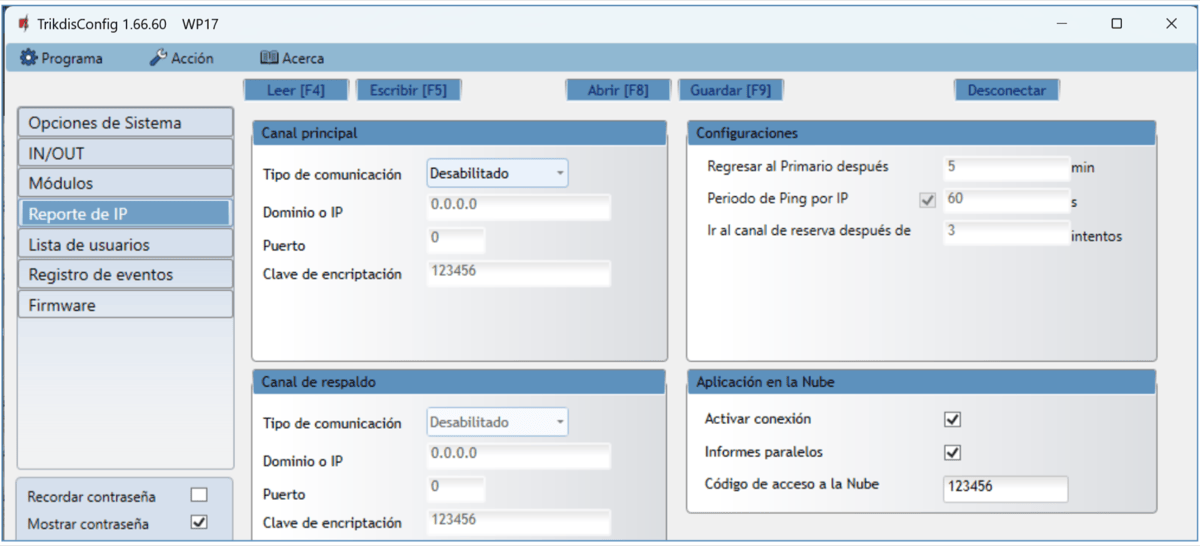 TrikdisConfig 1.66.60 WP17
Programa Acción Acerca
Leer [F4] Escribir [F5] Abrir [F8] Guardar [F9] Desconectar
Opciones de Sistema
IN/OUT
Módulos
Reporte de IP
Lista de usuarios
Registro de eventos
Firmware
Recordar contraseña
Mostrar contraseña
Canal principal
Tipo de comunicación Desabilitado
Dominio o IP 0.0.0.0
Puerto 0
Clave de encriptación 123456
Canal de respaldo
Tipo de comunicación Desabilitado
Dominio o IP 0.0.0.0
Puerto 0
Clave de encriptación 123456
Configuraciones
Regresar al Primario después 5 min
Periodo de Ping por IP 60 s
Ir al canal de reserva después de 3 intentos
Aplicación en la Nube
Activar conexión
Informes paralelos
Código de acceso a la Nube 123456